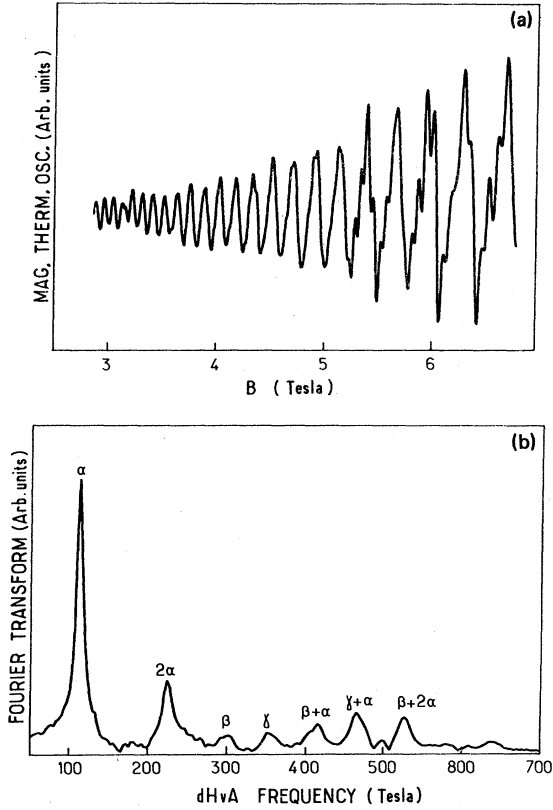 (a)
MAG. THERM. OSC. (Arb. units)
3 4 5 6
B (Tesla)
(b)
FOURIER TRANSFORM (Arb. units)
α
2α
β
γ
β+α
γ+α
β+2α
100 200 300 400 500 600 700
dHvA FREQUENCY (Tesla)